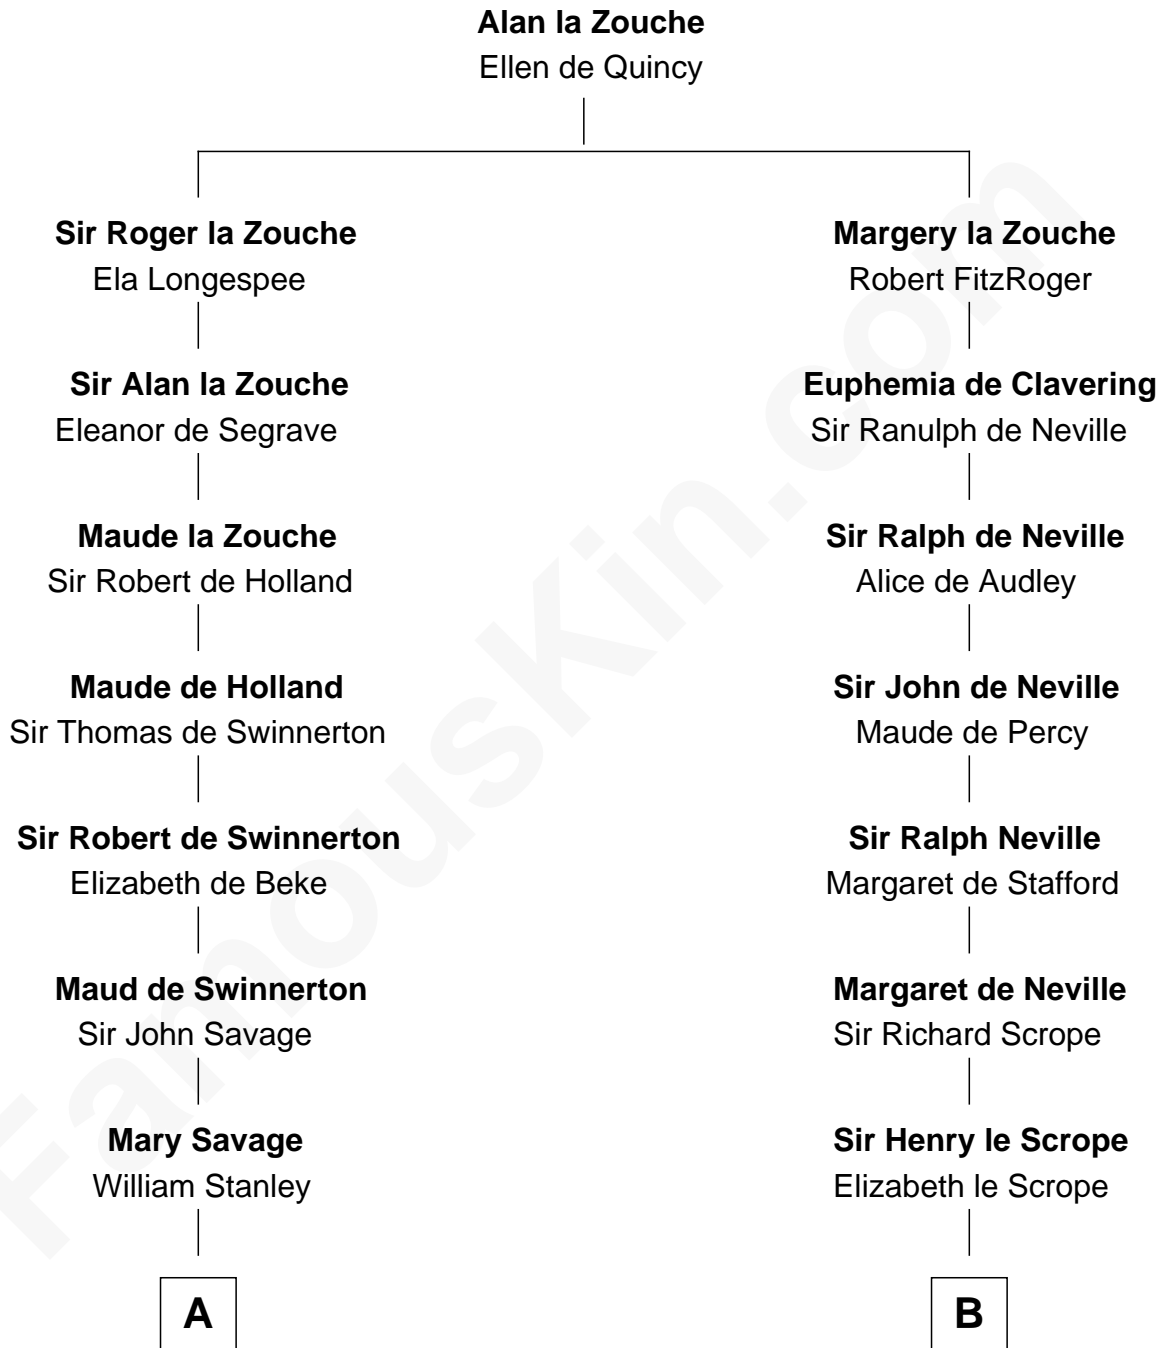 Alan la Zouche
Ellen de Quincy
Sir Roger la Zouche
Ela Longespee
Margery la Zouche
Robert FitzRoger
Sir Alan la Zouche
Eleanor de Segrave
Euphemia de Clavering
Sir Ranulph de Neville
Maude la Zouche
Sir Robert de Holland
Sir Ralph de Neville
Alice de Audley
Maude de Holland
Sir Thomas de Swinnerton
Sir John de Neville
Maude de Percy
Sir Robert de Swinnerton
Elizabeth de Beke
Sir Ralph Neville
Margaret de Stafford
Maud de Swinnerton
Sir John Savage
Margaret de Neville
Sir Richard Scrope
Mary Savage
William Stanley
Sir Henry le Scrope
Elizabeth le Scrope
A
B
FamousKin.com